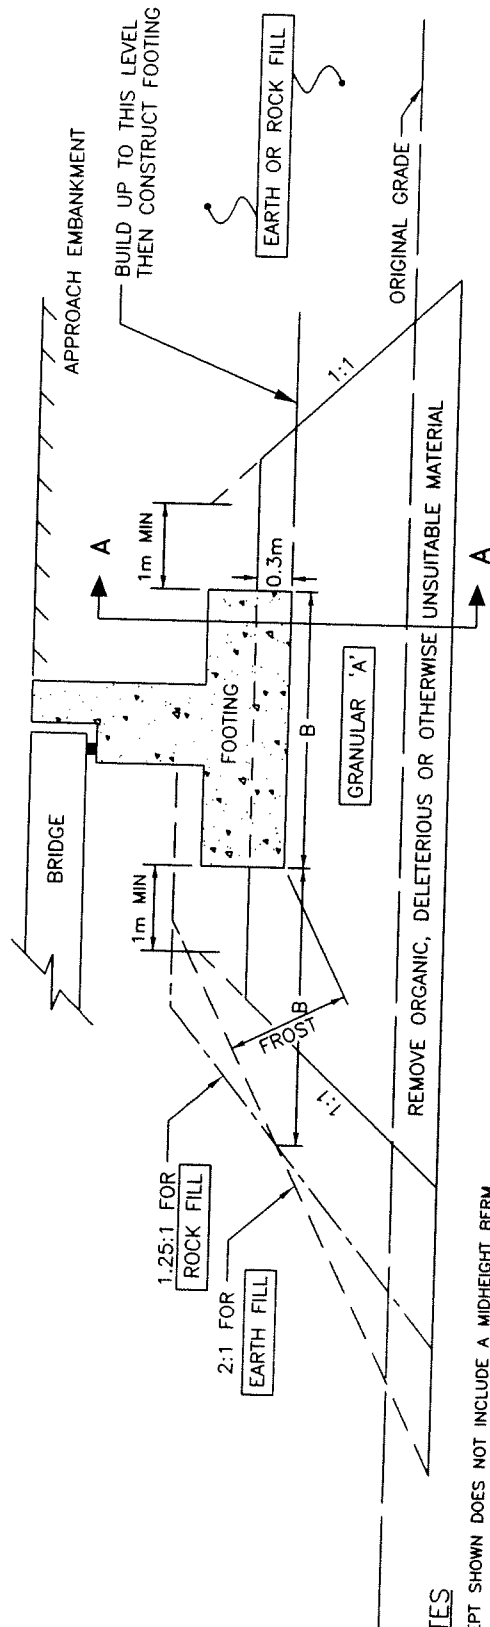 APPROACH EMBANKMENT
BUILD UP TO THIS LEVEL
THEN CONSTRUCT FOOTING
EARTH OR ROCK FILL
BRIDGE
1m MIN
A
1m MIN
FOOTING
0.3m
1:1
B
B
FROST
1:1
1.25:1 FOR
ROCK FILL
2:1 FOR
EARTH FILL
GRANULAR 'A'
ORIGINAL GRADE
REMOVE ORGANIC, DELETERIOUS OR OTHERWISE UNSUITABLE MATERIAL
A
SHOWN DOES NOT INCLUDE A MIDHEIGHT BERM